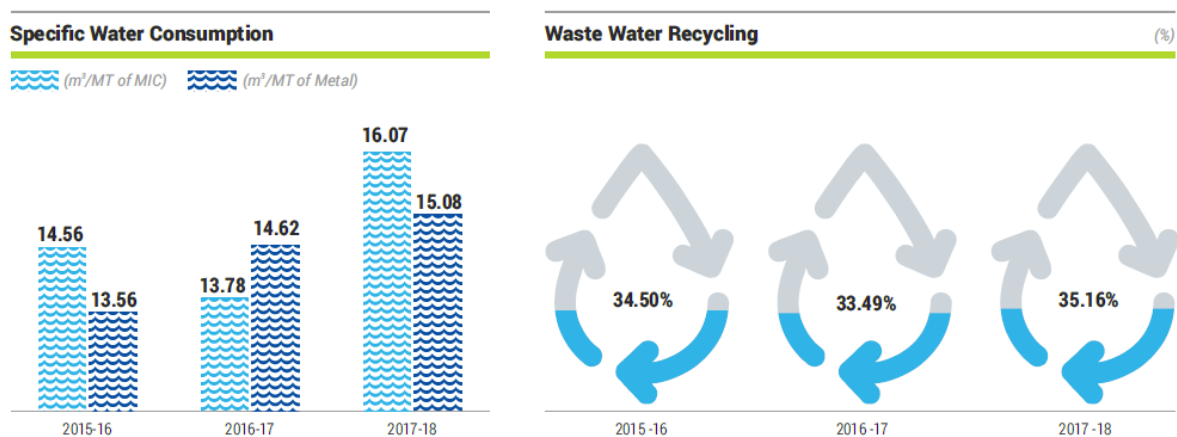 Specific Water Consumption
(m³/MT of MIC) (m³/MT of Metal)
16.07
15.08
14.56
14.62
13.78
13.56
2015-16 2016-17 2017-18
Waste Water Recycling (%)
34.50% 33.49% 35.16%
2015-16 2016-17 2017-18